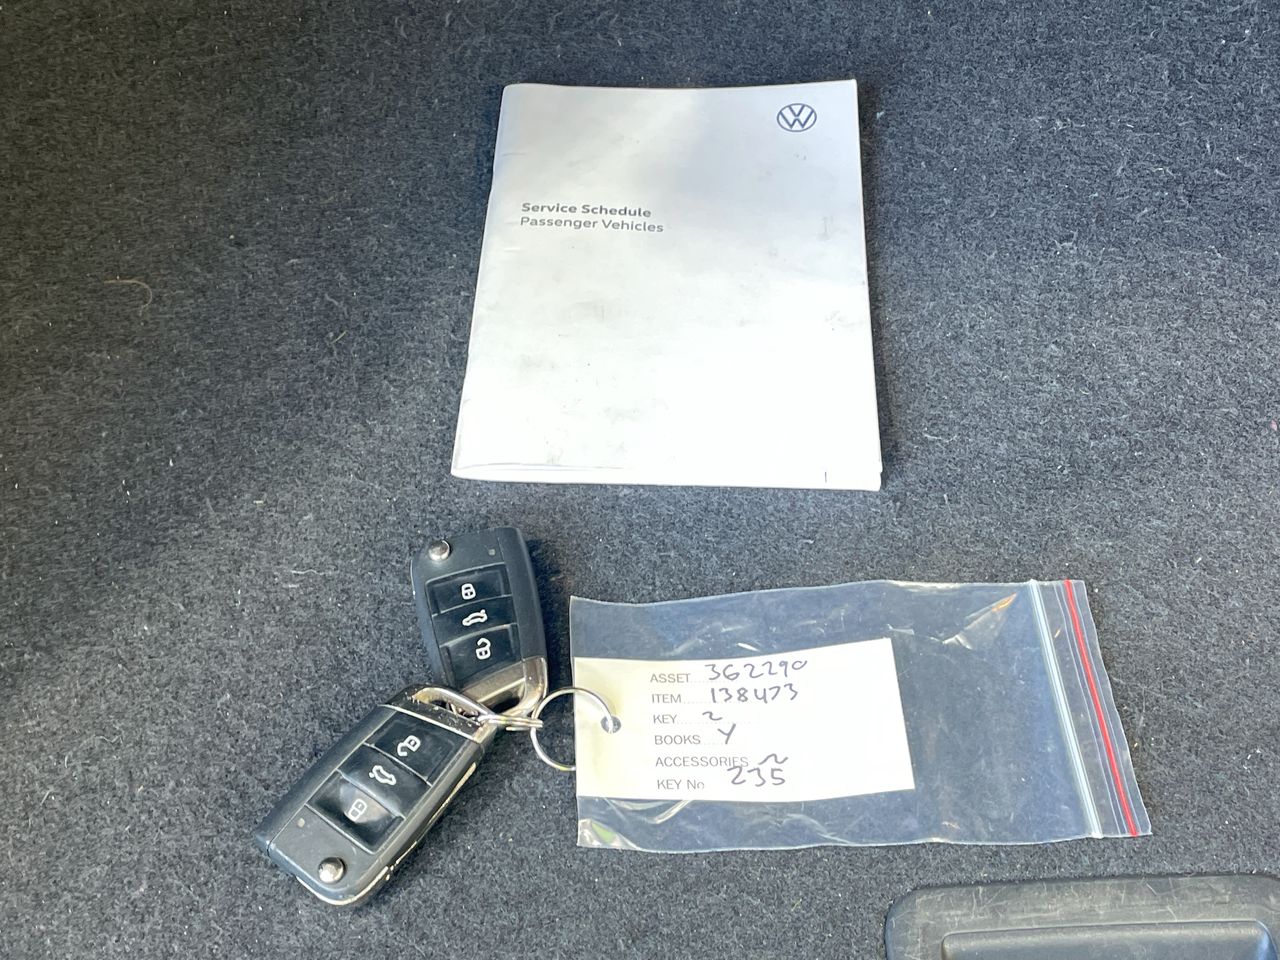 Service Schedule
Passenger Vehicles
ASSET 362290
ITEM 138473
KEY 2
BOOKS Y
ACCESSORIES N
KEY No 235